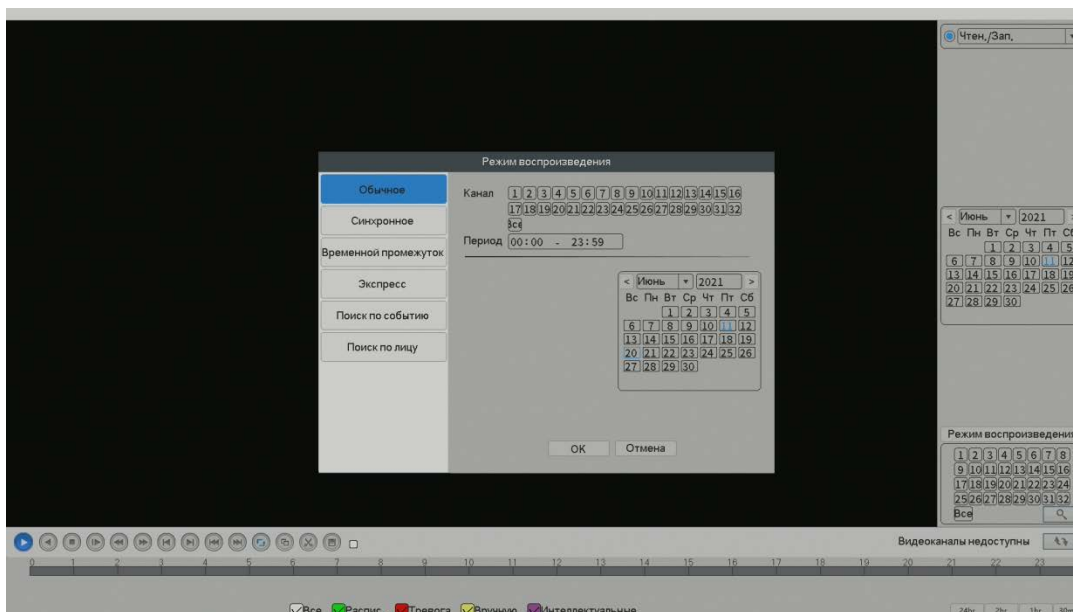 Чтен./Зап.
Режим воспроизведения
Обычное
Синхронное
Временной промежуток
Экспресс
Поиск по событию
Поиск по лицу
Канал 1 2 3 4 5 6 7 8 9 10 11 12 13 14 15 16
17 18 19 20 21 22 23 24 25 26 27 28 29 30 31 32
Все
Период 00:00 - 23:59
< Июнь 2021 >
Вс Пн Вт Ср Чт Пт Сб
1 2 3 4 5
6 7 8 9 10 11 12
13 14 15 16 17 18 19
20 21 22 23 24 25 26
27 28 29 30
OK Отмена
< Июнь 2021 >
Вс Пн Вт Ср Чт Пт Сб
1 2 3 4 5
6 7 8 9 10 11 12
13 14 15 16 17 18 19
20 21 22 23 24 25 26
27 28 29 30
Режим воспроизведения
1 2 3 4 5 6 7 8
9 10 11 12 13 14 15 16
17 18 19 20 21 22 23 24
25 26 27 28 29 30 31 32
Все
Видеоканалы недоступны
0 1 2 3 4 5 6 7 8 9 10 11 12 13 14 15 16 17 18 19 20 21 22 23
Все Распис. Тревога Вручную Интеллектуальные
24hr 2hr 1hr 30m